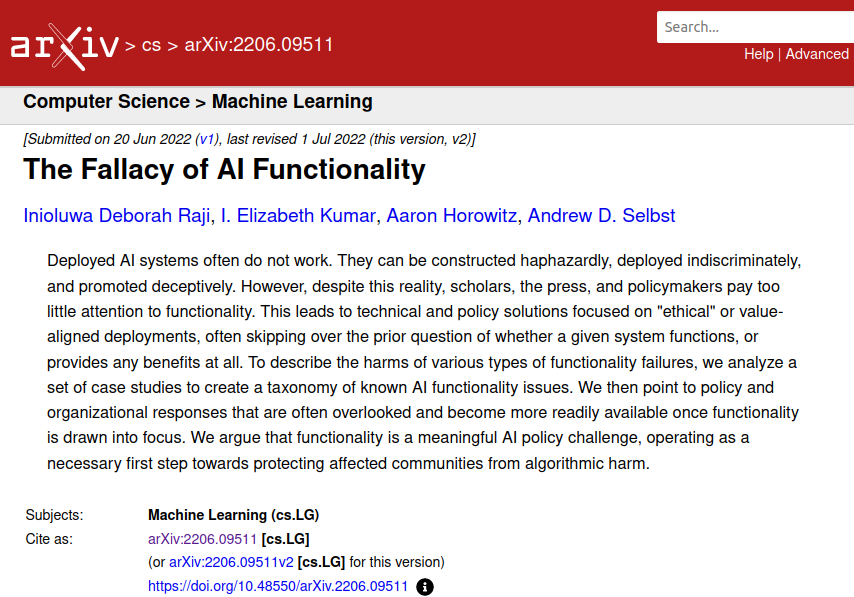 arXiv > cs > arXiv:2206.09511
Search...
Help | Advanced
Computer Science > Machine Learning
[Submitted on 20 Jun 2022 (v1), last revised 1 Jul 2022 (this version, v2)]
The Fallacy of AI Functionality
Inioluwa Deborah Raji, I. Elizabeth Kumar, Aaron Horowitz, Andrew D. Selbst
Deployed AI systems often do not work. They can be constructed haphazardly, deployed indiscriminately,
and promoted deceptively. However, despite this reality, scholars, the press, and policymakers pay too
little attention to functionality. This leads to technical and policy solutions focused on "ethical" or value-
aligned deployments, often skipping over the prior question of whether a given system functions, or
provides any benefits at all. To describe the harms of various types of functionality failures, we analyze a
set of case studies to create a taxonomy of known AI functionality issues. We then point to policy and
organizational responses that are often overlooked and become more readily available once functionality
is drawn into focus. We argue that functionality is a meaningful AI policy challenge, operating as a
necessary first step towards protecting affected communities from algorithmic harm.
Subjects: Machine Learning (cs.LG)
Cite as: arXiv:2206.09511 [cs.LG]
(or arXiv:2206.09511v2 [cs.LG] for this version)
https://doi.org/10.48550/arXiv.2206.09511